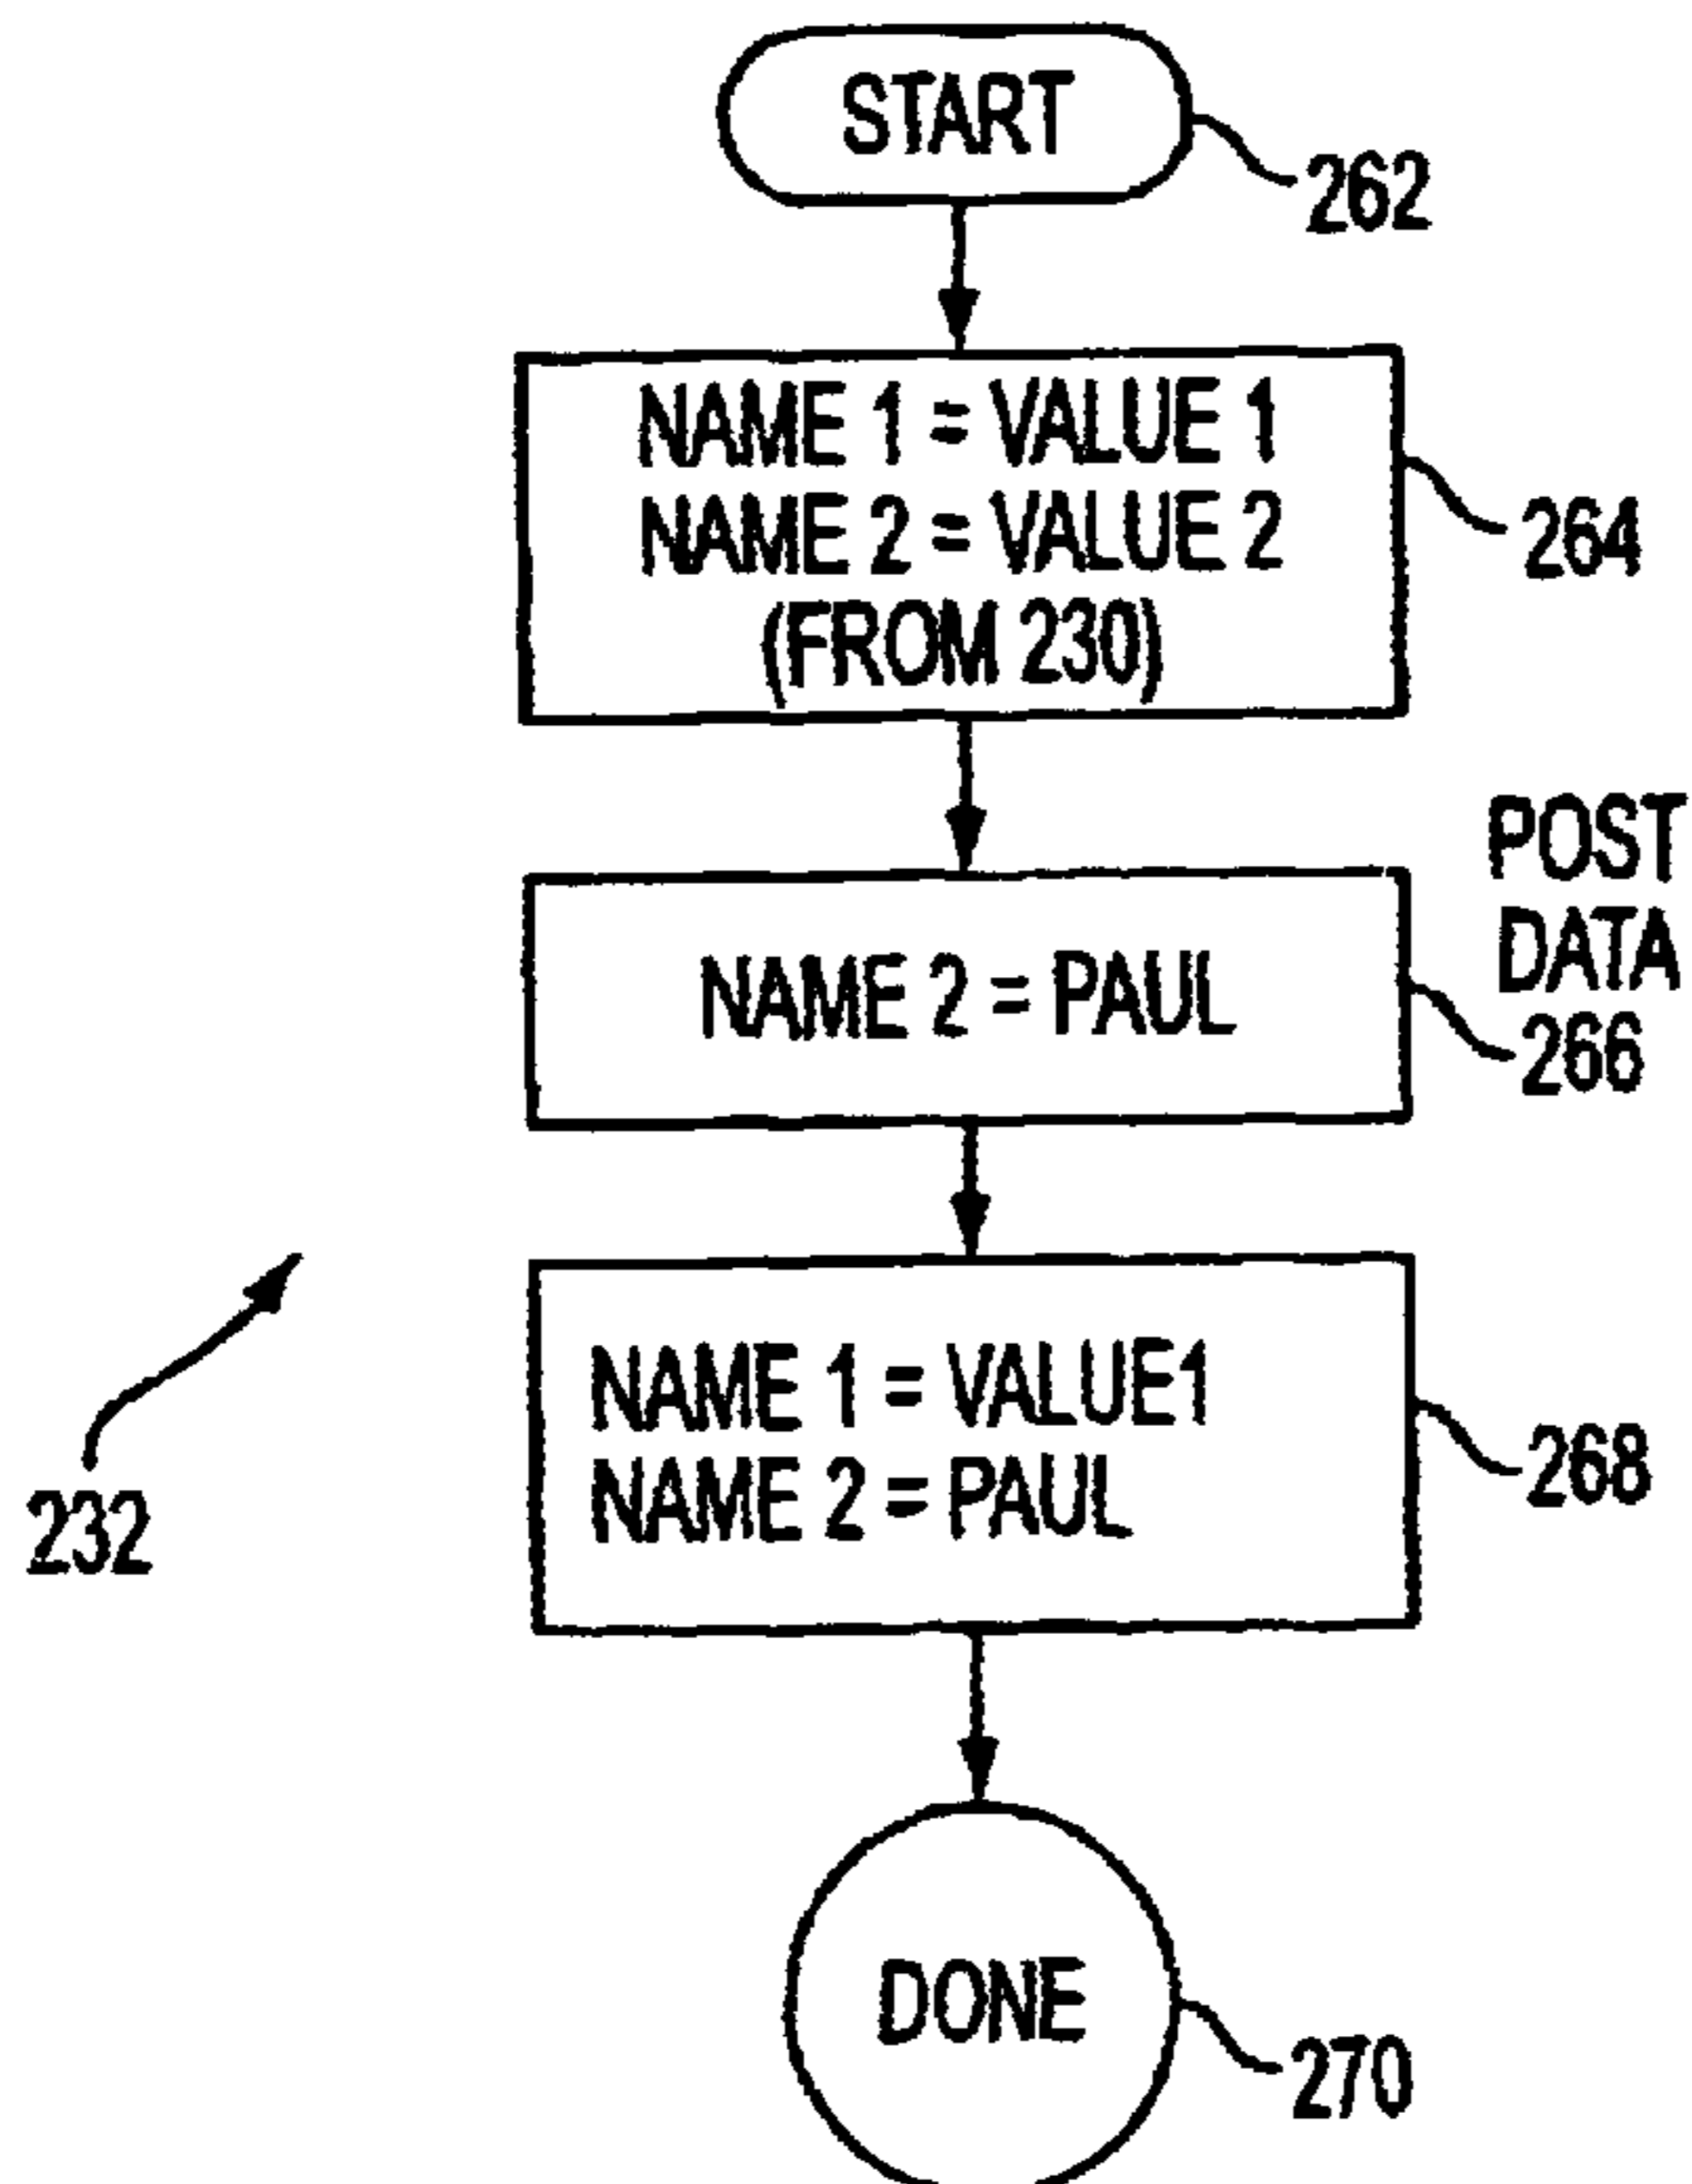 START
262
NAME 1 = VALUE 1
NAME 2 = VALUE 2
(FROM 230)
264
POST
DATA
266
NAME 2 = PAUL
NAME 1 = VALUE1
NAME 2 = PAUL
268
232
DONE
270